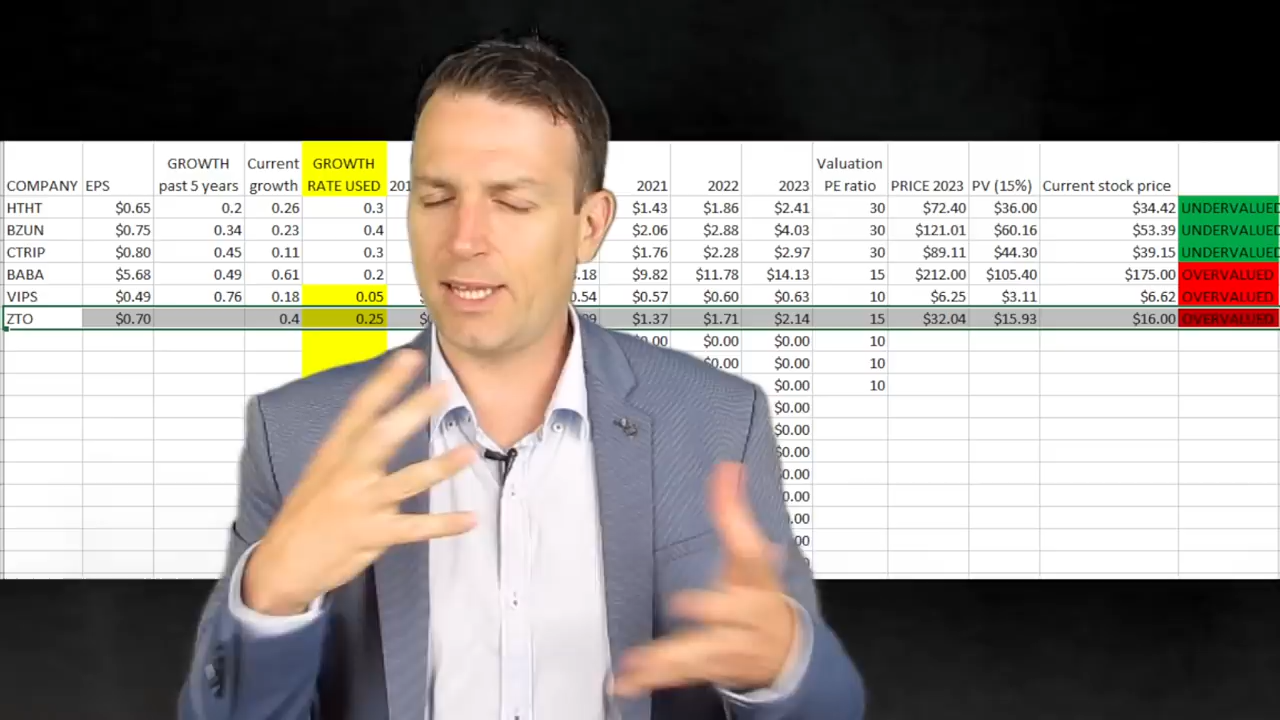 GROWTH Current GROWTH Valuation
COMPANY EPS past 5 years growth RATE USED 2021 2022 2023 PE ratio PRICE 2023 PV (15%) Current stock price
HTHT $0.65 0.2 0.26 0.3 $1.43 $1.86 $2.41 30 $72.40 $36.00 $34.42 UNDERVALUED
BZUN $0.75 0.34 0.23 0.4 $2.06 $2.88 $4.03 30 $121.01 $60.16 $53.39 UNDERVALUED
CTRIP $0.80 0.45 0.11 0.3 $1.76 $2.28 $2.97 30 $89.11 $44.30 $39.15 UNDERVALUED
BABA $5.68 0.49 0.61 0.2 .18 $9.82 $11.78 $14.13 15 $212.00 $105.40 $175.00 OVERVALUED
VIPS $0.49 0.76 0.18 0.05 .54 $0.57 $0.60 $0.63 10 $6.25 $3.11 $6.62 OVERVALUED
ZTO $0.70 0.4 0.25 $1.37 $1.71 $2.14 15 $32.04 $15.93 $16.00 OVERVALUED
.00 $0.00 $0.00 10
$0.00 $0.00 10
$0.00 $0.00 10
$0.00
$0.00
$0.00
$0.00
.00
.00